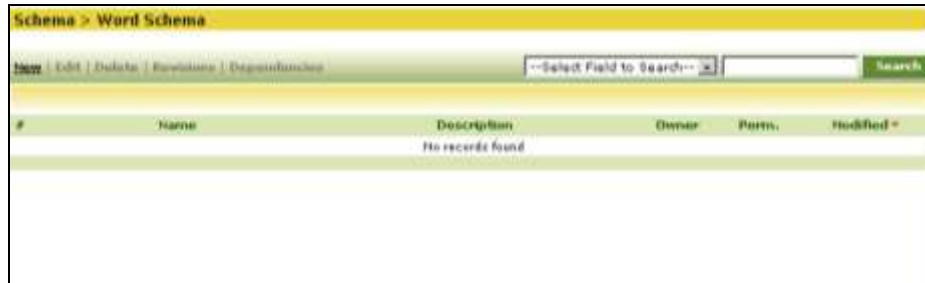 Schema > Word Schema
New | Edit | Delete | Revisions | Dependencies --Select Field to Search-- Search
# Name Description Owner Perm. Modified
No records found